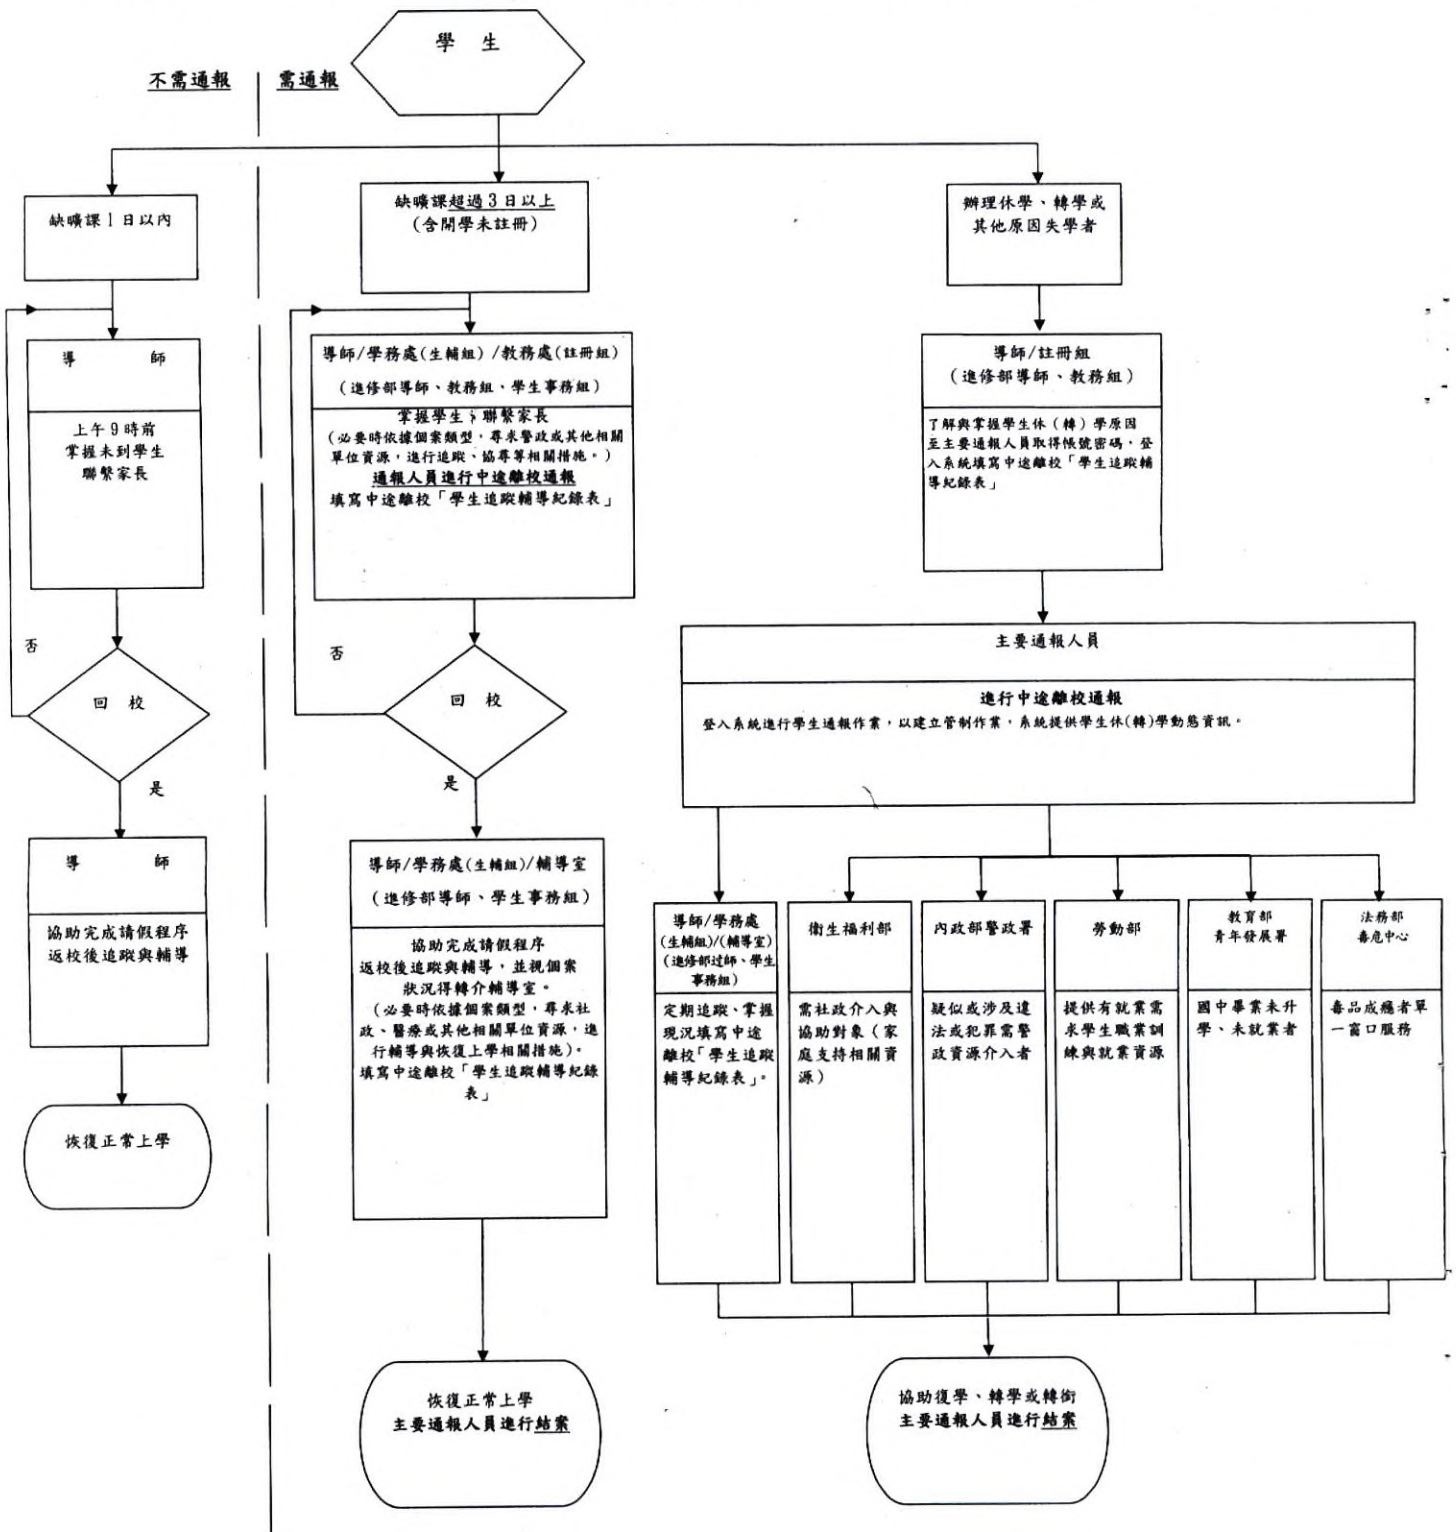 學 生
不需通報
需通報
缺曠課1日以內
導 師
上午9時前
掌握未到學生
聯繫家長
否
回 校
是
導 師
協助完成請假程序
返校後追蹤與輔導
恢復正常上學
缺曠課超過3日以上
(含開學未註冊)
導師/學務處(生輔組)/教務處(註冊組)
(進修部導師、教務組、學生事務組)
掌握學生,聯繫家長
(必要時依據個案類型,尋求警政或其他相關
單位資源,進行追蹤、協尋等相關措施。)
通報人員進行中途離校通報
填寫中途離校「學生追蹤輔導紀錄表」
否
回 校
是
導師/學務處(生輔組)/輔導室
(進修部導師、學生事務組)
協助完成請假程序
返校後追蹤與輔導,並視個案
狀況得轉介輔導室。
(必要時依據個案類型,尋求社
政、醫療或其他相關單位資源,進
行輔導與恢復上學相關措施)。
填寫中途離校「學生追蹤輔導紀錄
表」
恢復正常上學
主要通報人員進行結案
辦理休學、轉學或
其他原因失學者
導師/註冊組
(進修部導師、教務組)
了解與掌握學生休(轉)學原因
至主要通報人員取得帳號密碼,登
入系統填寫中途離校「學生追蹤輔
導紀錄表」
主要通報人員
進行中途離校通報
登入系統進行學生通報作業,以建立管制作業,系統提供學生休(轉)學動態資訊。
導師/學務處
(生輔組)/(輔導室)
(進修部过師、學生
事務組)
定期追蹤、掌握
現況填寫中途
離校「學生追蹤
輔導紀錄表」。
衛生福利部
需社政介入與
協助對象(家
庭支持相關資
源)
內政部警政署
疑似或涉及違
法或犯罪需警
政資源介入者
勞動部
提供有就業需
求學生職業訓
練與就業資源
教育部
青年發展署
國中畢業未升
學、未就業者
法務部
毒危中心
毒品成癮者單
一窗口服務
協助復學、轉學或轉銜
主要通報人員進行結案